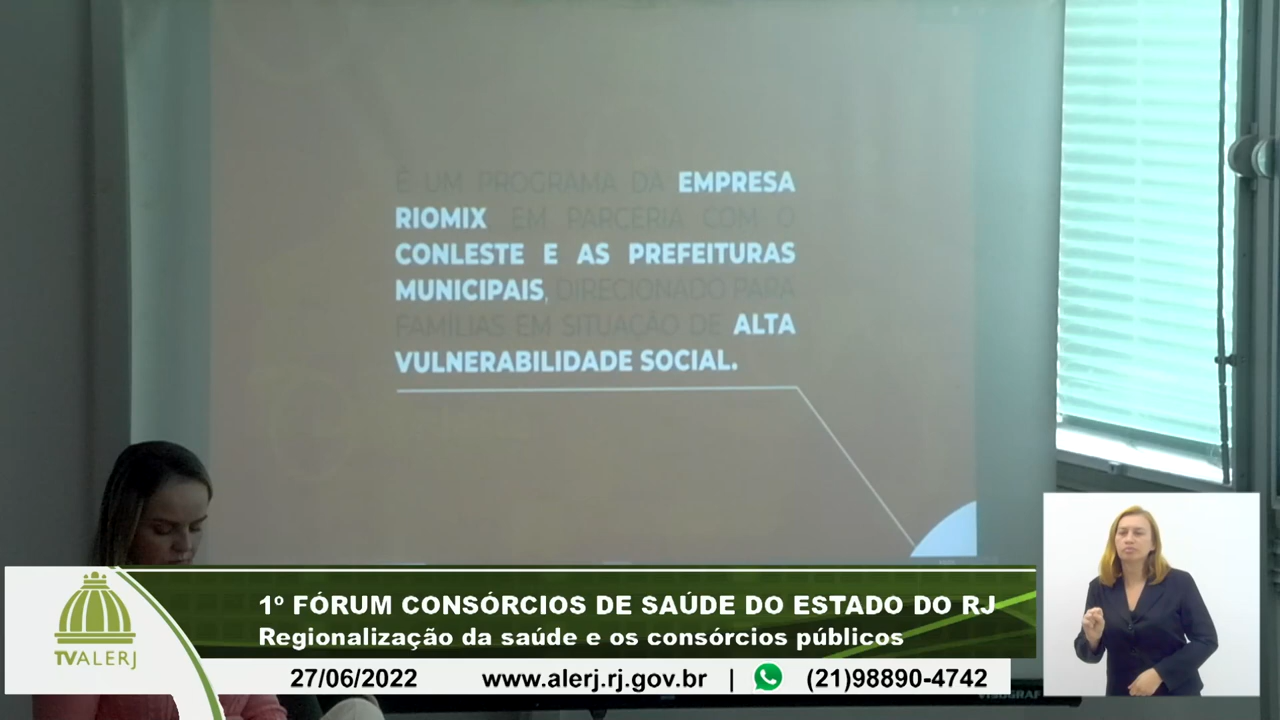 É UM PROGRAMA DA EMPRESA
RIOMIX EM PARCERIA COM O
CONLESTE E AS PREFEITURAS
MUNICIPAIS, DIRECIONADO PARA
FAMÍLIAS EM SITUAÇÃO DE ALTA
VULNERABILIDADE SOCIAL.
1º FÓRUM CONSÓRCIOS DE SAÚDE DO ESTADO DO RJ
Regionalização da saúde e os consórcios públicos
TVALERJ
27/06/2022 www.alerj.rj.gov.br | (21)98890-4742
VISOGRAF